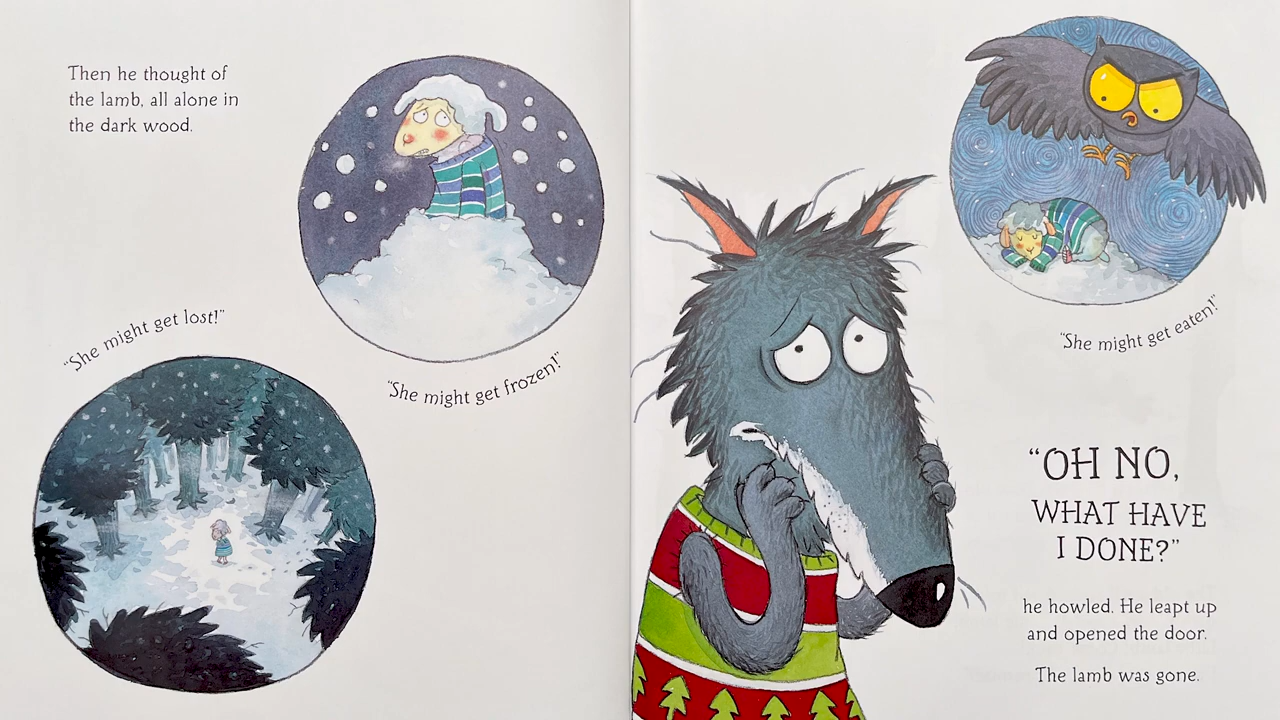 Then he thought of
the lamb, all alone in
the dark wood.
"She might get lost!"
"She might get frozen!"
"She might get eaten!"
"OH NO,
WHAT HAVE
I DONE?"
he howled. He leapt up
and opened the door.
The lamb was gone.